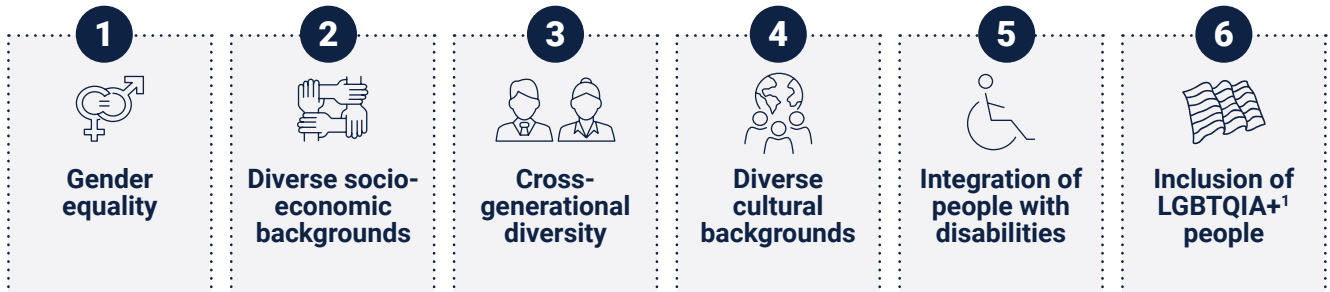 1
Gender
equality
2
Diverse socio-
economic
backgrounds
3
Cross-
generational
diversity
4
Diverse
cultural
backgrounds
5
Integration of
people with
disabilities
6
Inclusion of
LGBTQIA+¹
people